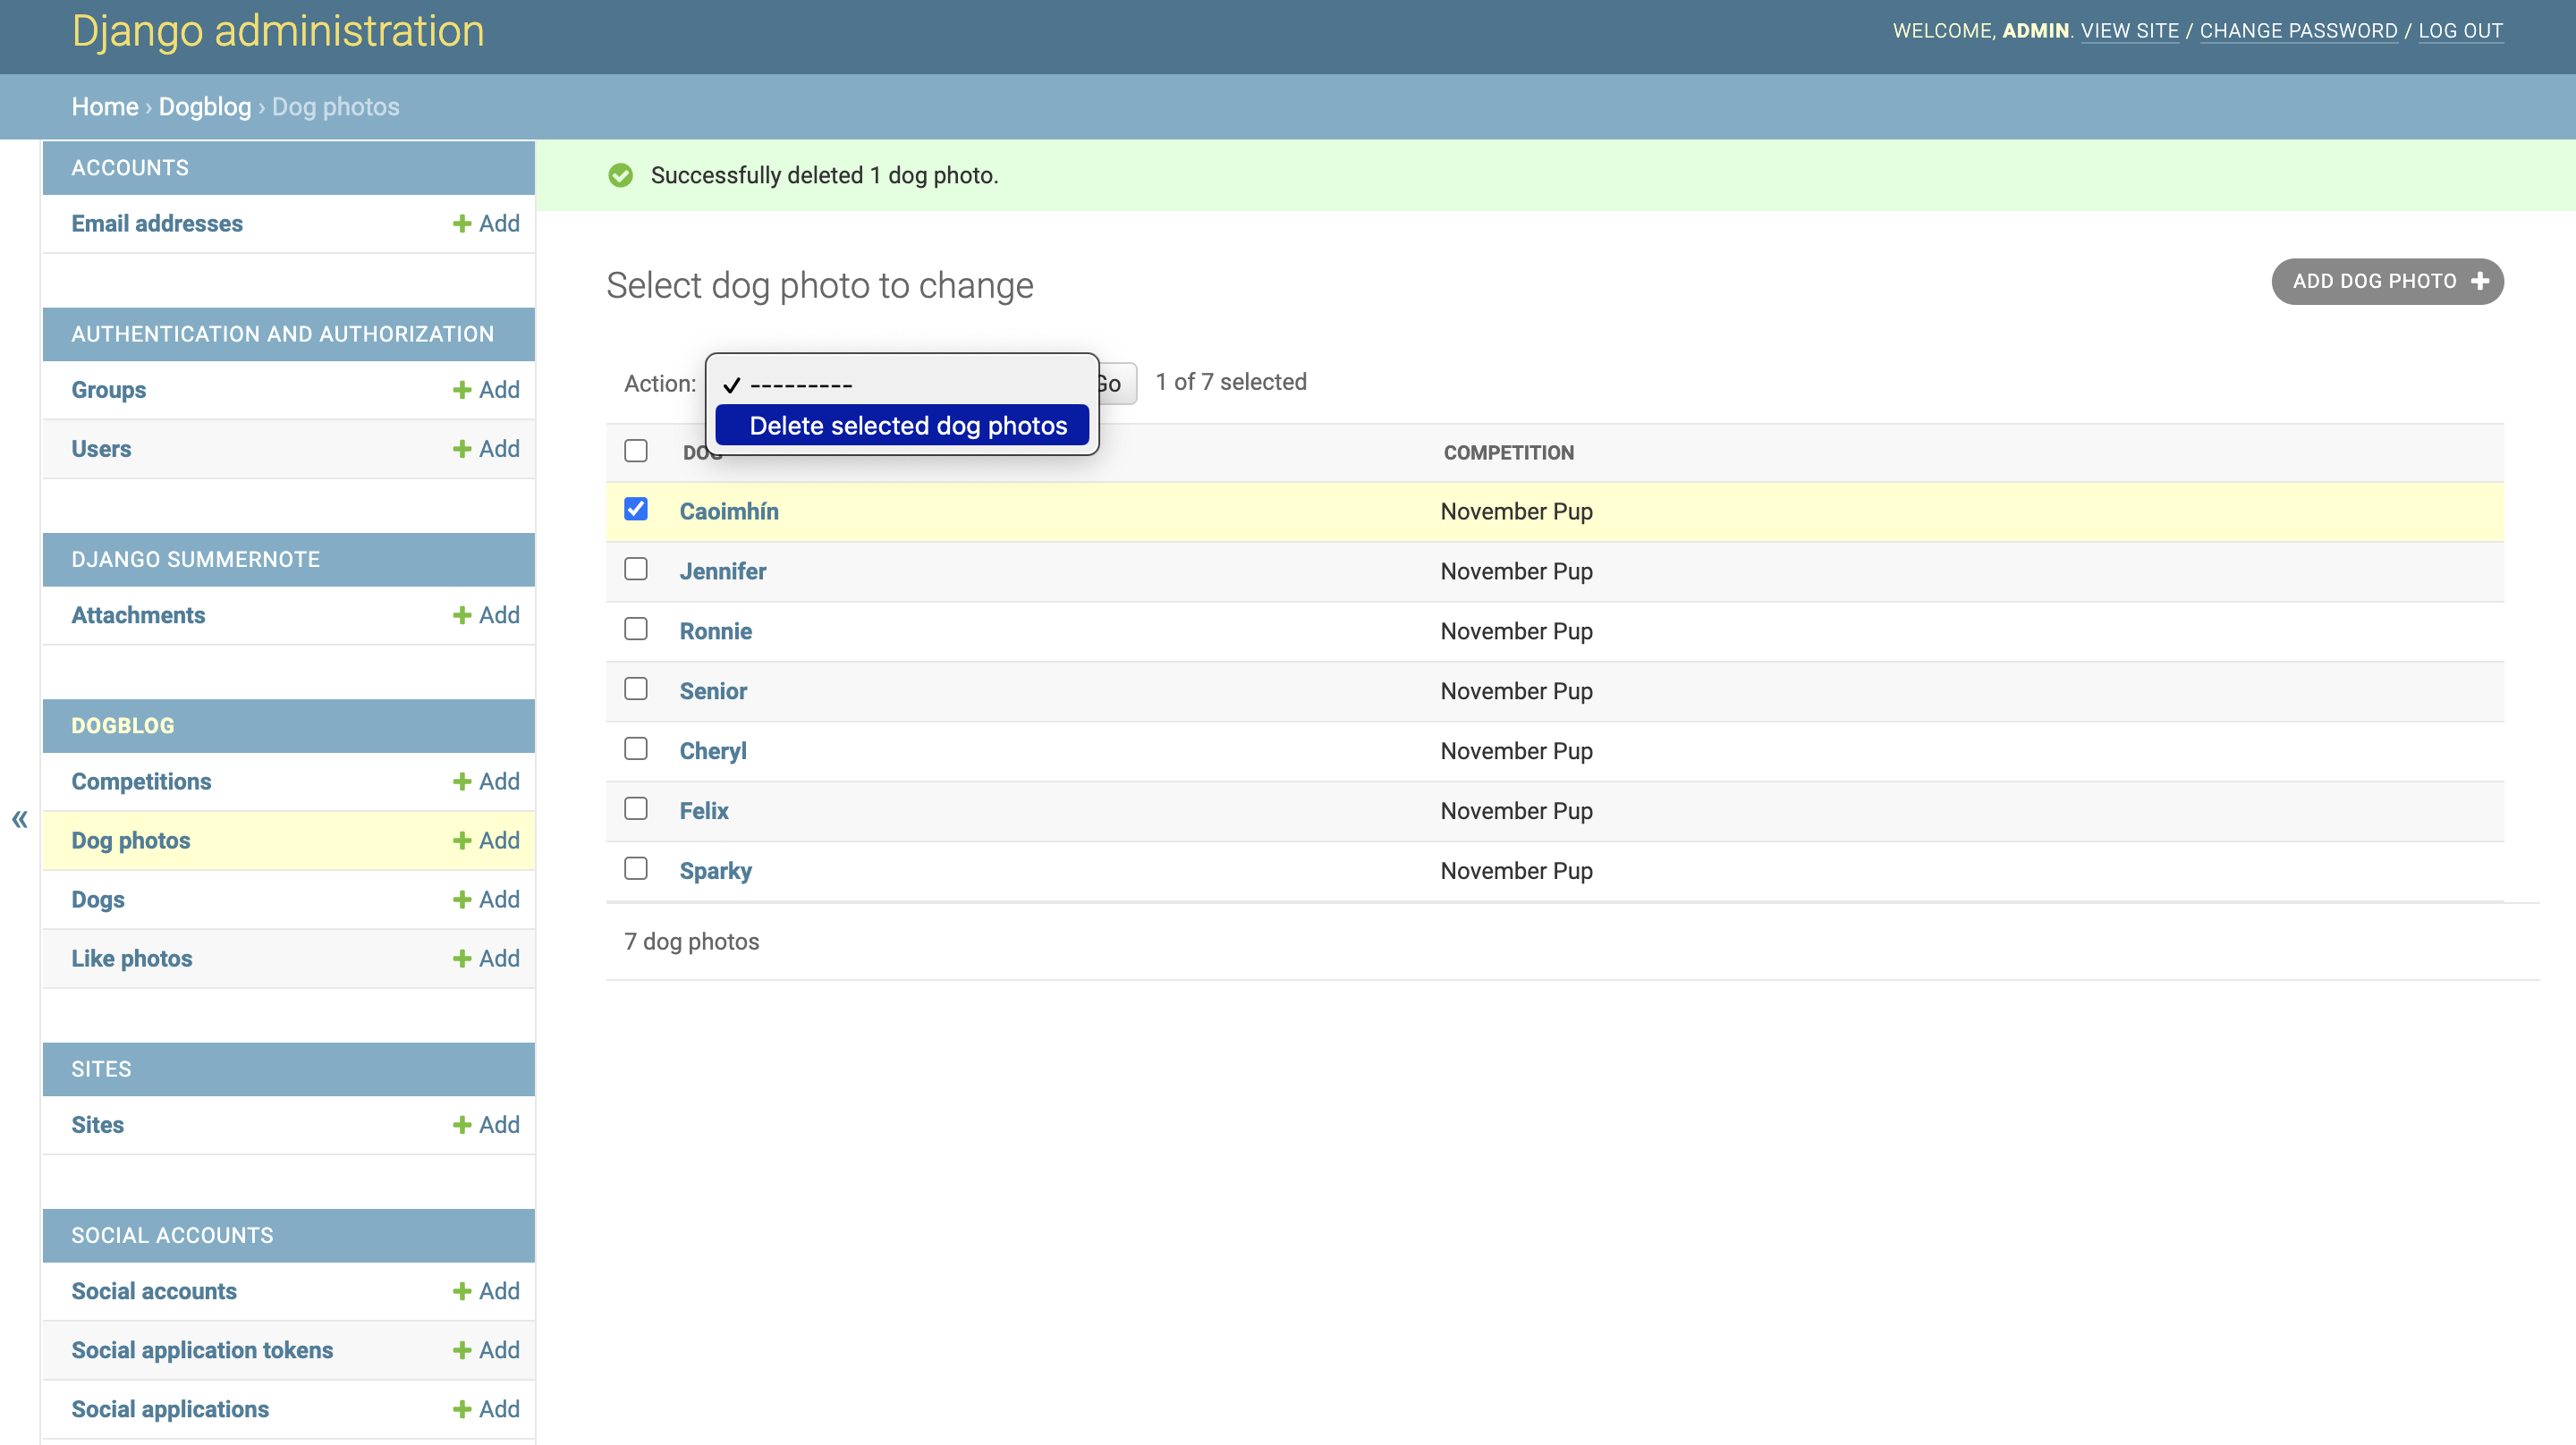 Django administration
WELCOME, ADMIN. VIEW SITE / CHANGE PASSWORD / LOG OUT
Home › Dogblog › Dog photos
ACCOUNTS
Email addresses
Add
AUTHENTICATION AND AUTHORIZATION
Groups
Add
Users
Add
DJANGO SUMMERNOTE
Attachments
Add
DOGBLOG
Competitions
Add
Dog photos
Add
Dogs
Add
Like photos
Add
SITES
Sites
Add
SOCIAL ACCOUNTS
Social accounts
Add
Social application tokens
Add
Social applications
Add
«
Successfully deleted 1 dog photo.
Select dog photo to change
ADD DOG PHOTO
Action:
---------
Delete selected dog photos
Go
1 of 7 selected
DOG
COMPETITION
Caoimhín
November Pup
Jennifer
November Pup
Ronnie
November Pup
Senior
November Pup
Cheryl
November Pup
Felix
November Pup
Sparky
November Pup
7 dog photos